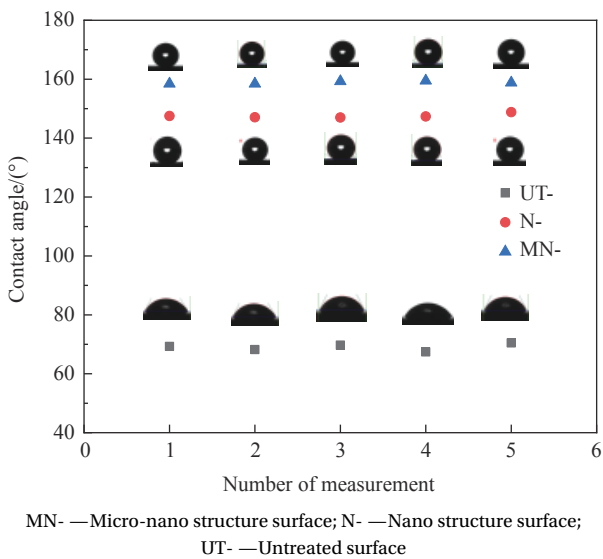 180
160
140
120
100
80
60
40
Contact angle/(°)
UT-
N-
MN-
0
1
2
3
4
5
6
Number of measurement
MN- —Micro-nano structure surface; N- —Nano structure surface;
UT- —Untreated surface